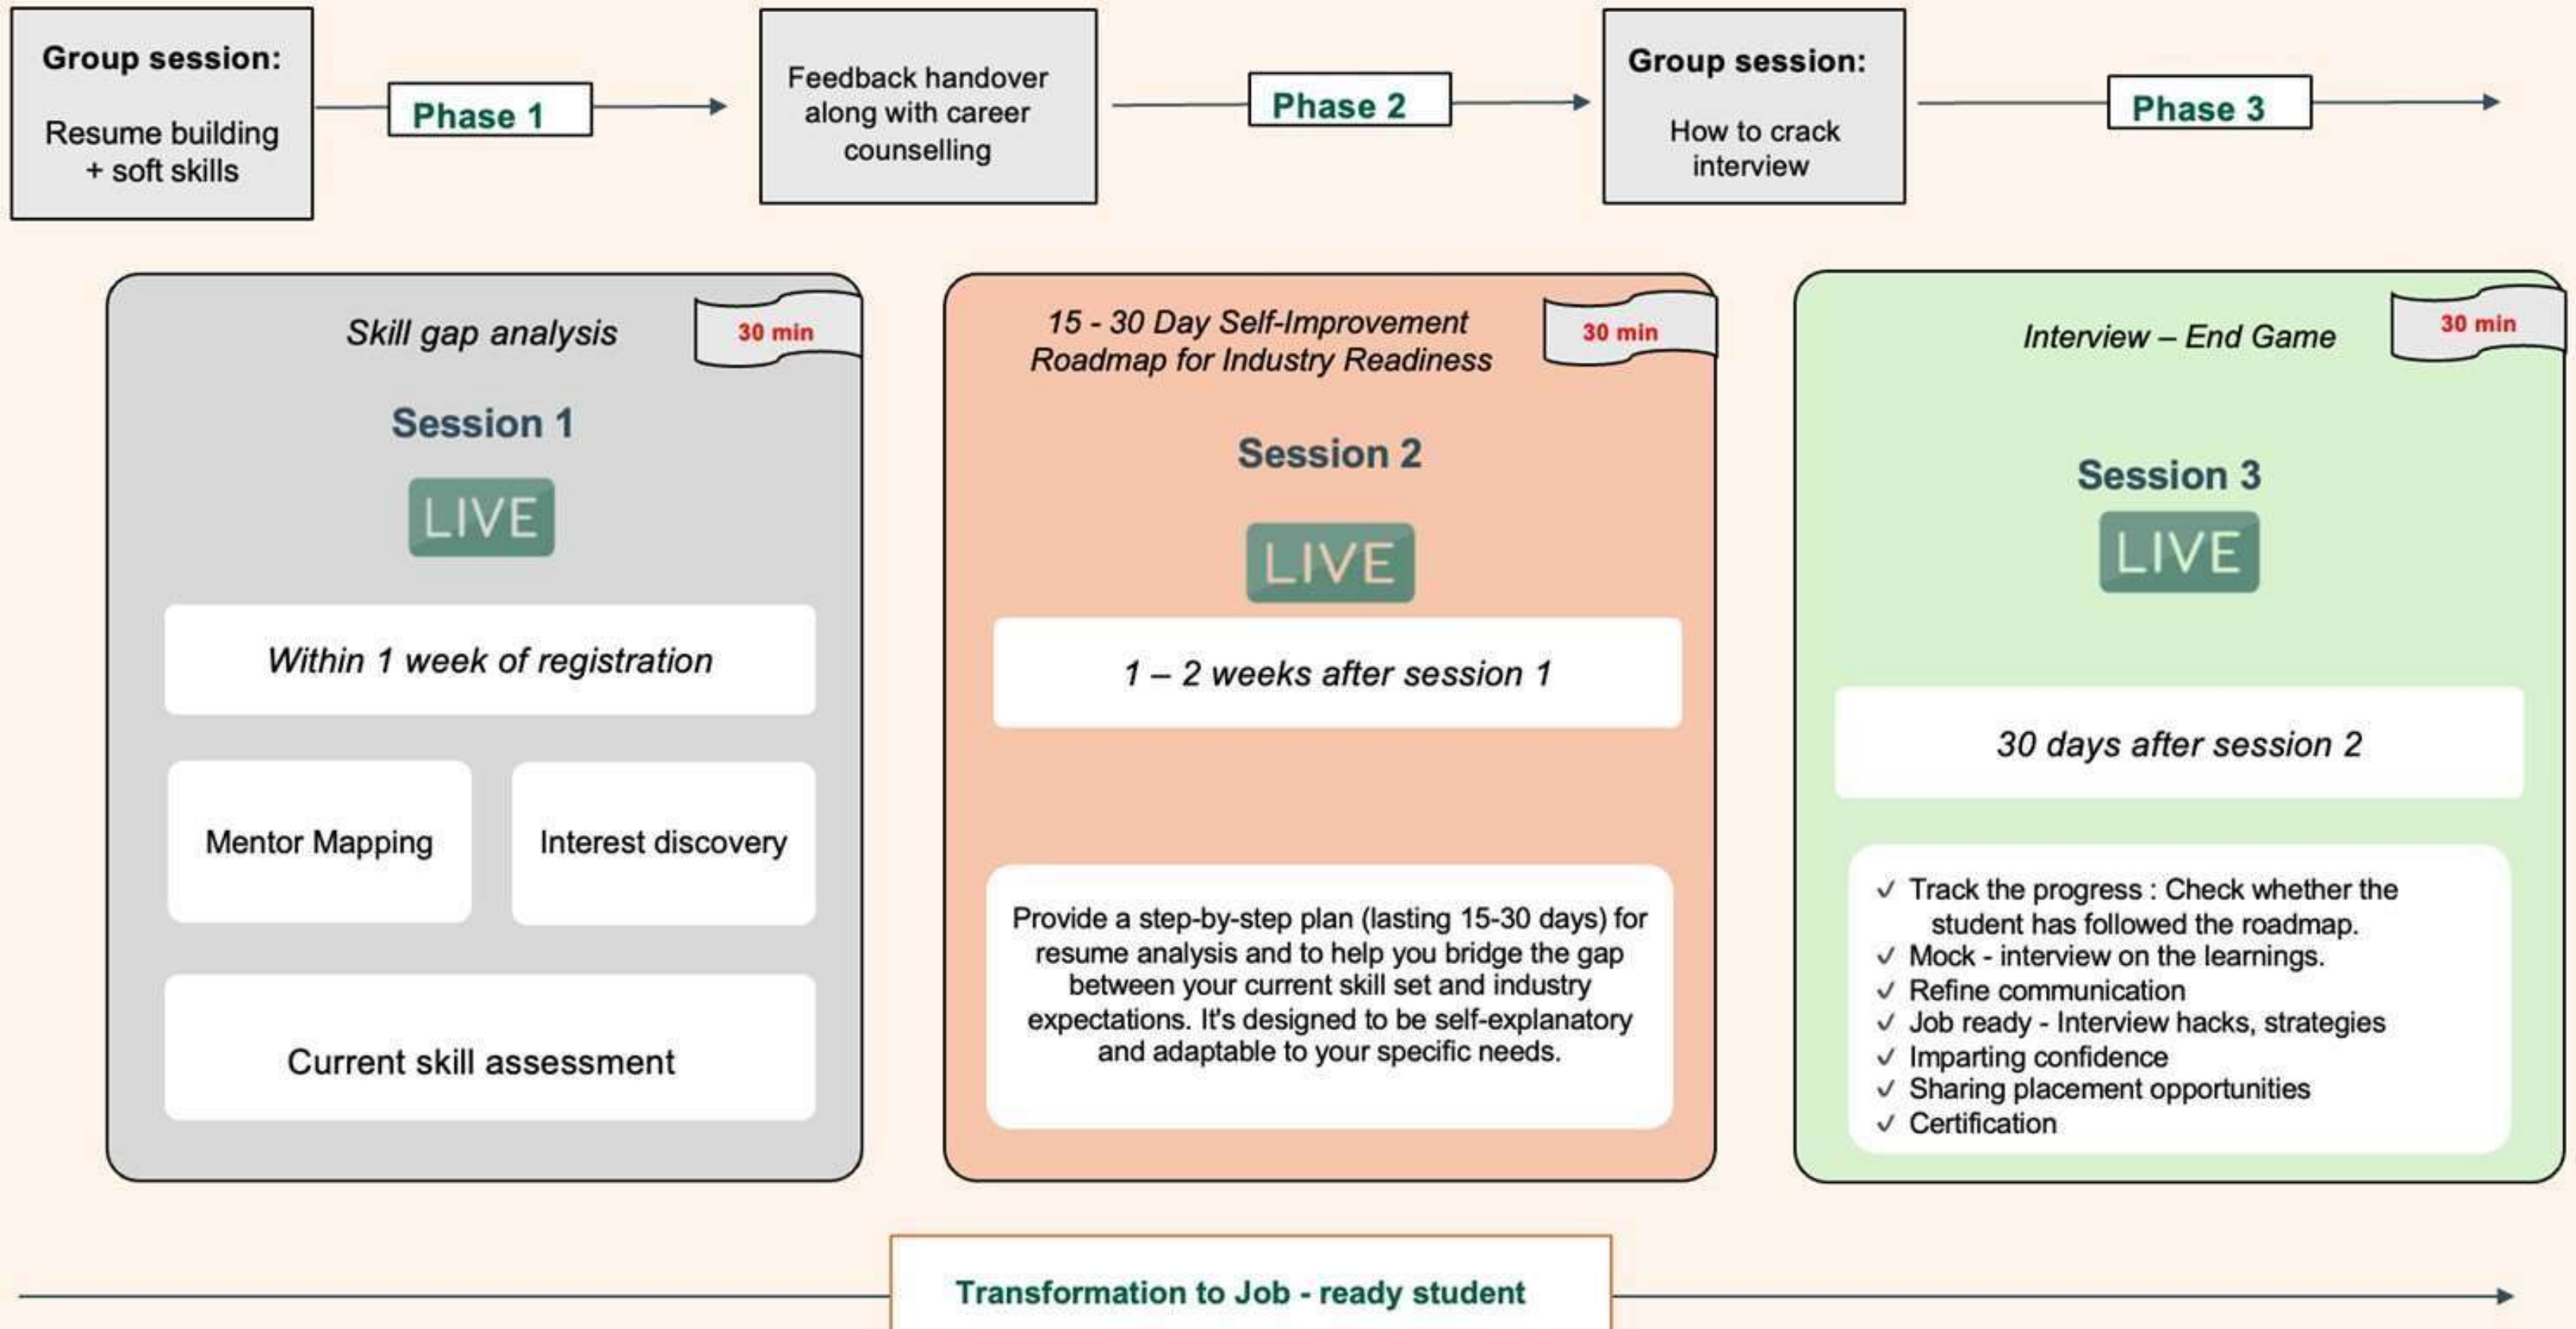 Group session:
Resume building
+ soft skills
Phase 1
Feedback handover
along with career
counselling
Phase 2
Group session:
How to crack
interview
Phase 3
Skill gap analysis
30 min
Session 1
LIVE
Within 1 week of registration
Mentor Mapping
Interest discovery
Current skill assessment
15 - 30 Day Self-Improvement
Roadmap for Industry Readiness
30 min
Session 2
LIVE
1 – 2 weeks after session 1
Provide a step-by-step plan (lasting 15-30 days) for
resume analysis and to help you bridge the gap
between your current skill set and industry
expectations. It's designed to be self-explanatory
and adaptable to your specific needs.
Interview – End Game
30 min
Session 3
LIVE
30 days after session 2
✓ Track the progress : Check whether the
student has followed the roadmap.
✓ Mock - interview on the learnings.
✓ Refine communication
✓ Job ready - Interview hacks, strategies
✓ Imparting confidence
✓ Sharing placement opportunities
✓ Certification
Transformation to Job - ready student